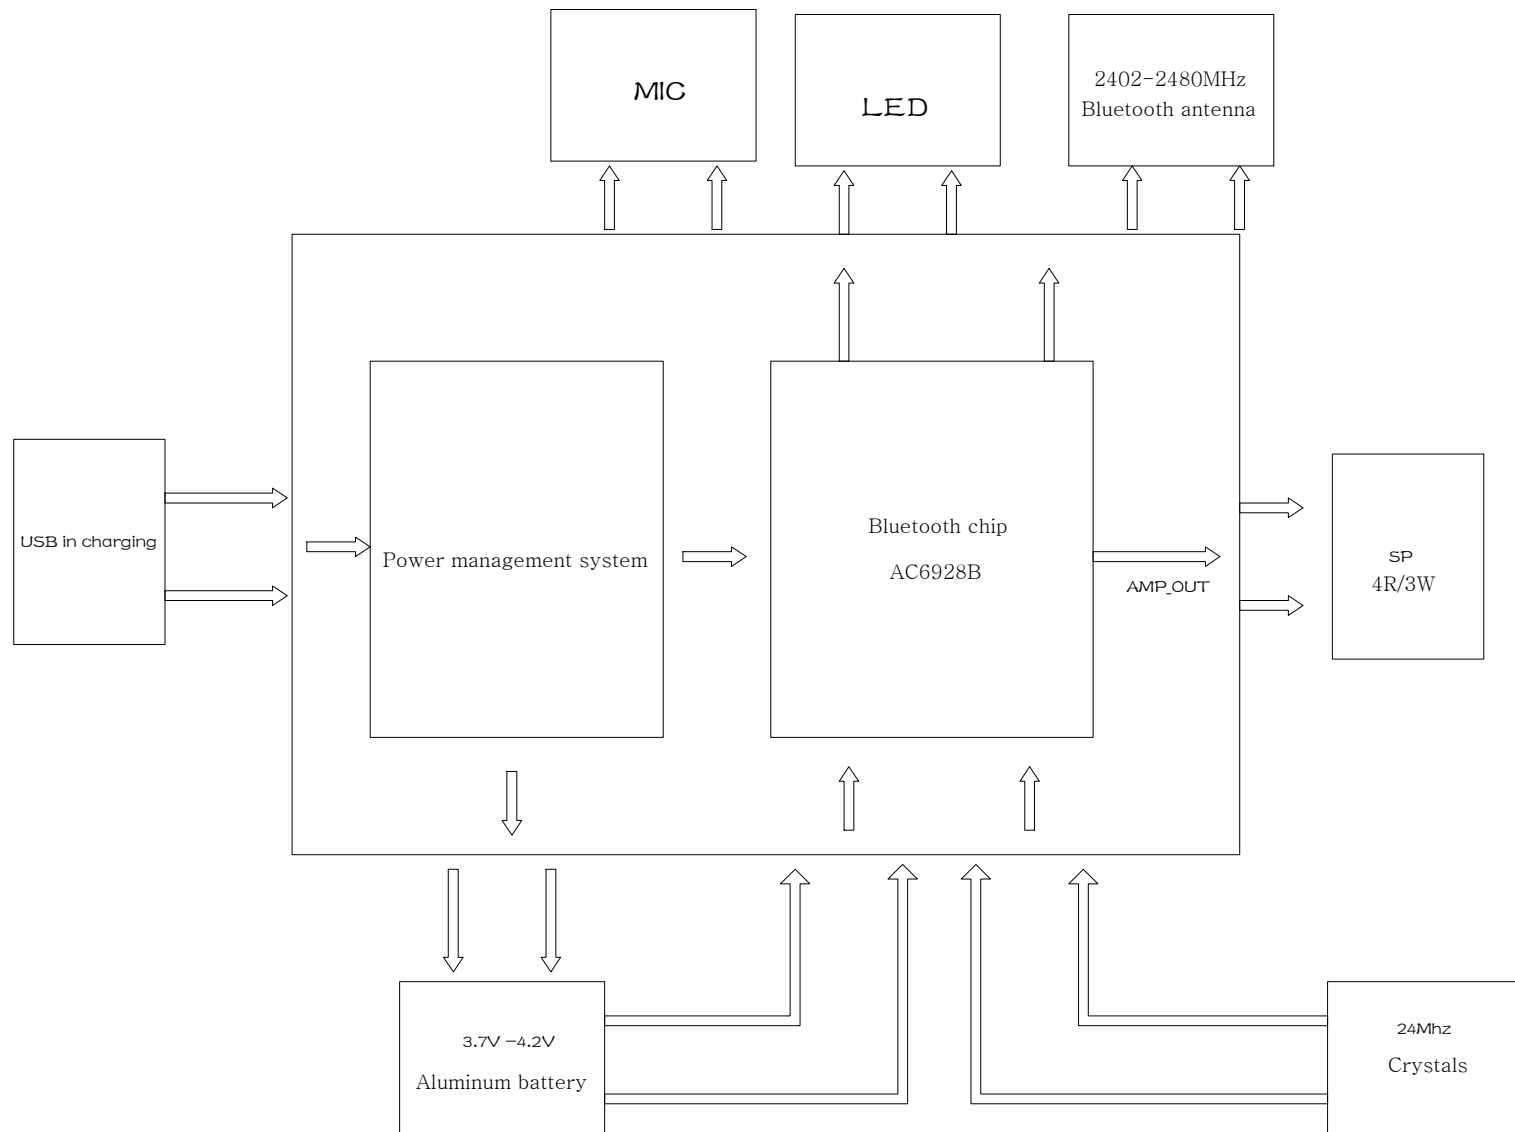 MIC
LED
2402-2480MHz
Bluetooth antenna
USB in charging
Power management system
Bluetooth chip
AC6928B
AMP_OUT
SP
4R/3W
3.7V -4.2V
Aluminum battery
24Mhz
Crystals